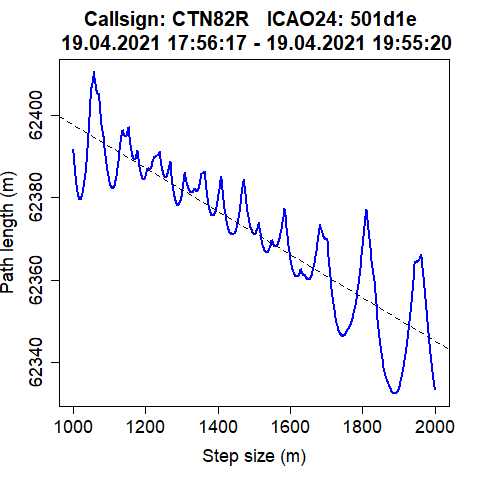 Callsign: CTN82R   ICAO24: 501d1e
19.04.2021 17:56:17 - 19.04.2021 19:55:20
Path length (m)
62400
62380
62360
62340
1000 1200 1400 1600 1800 2000
Step size (m)